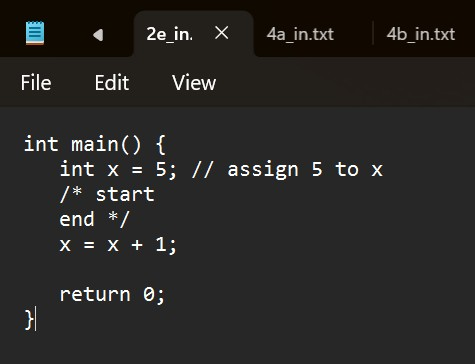 2e_in. 4a_in.txt 4b_in.txt
File Edit View
int main() {
   int x = 5; // assign 5 to x
   /* start
   end */
   x = x + 1;

   return 0;
}